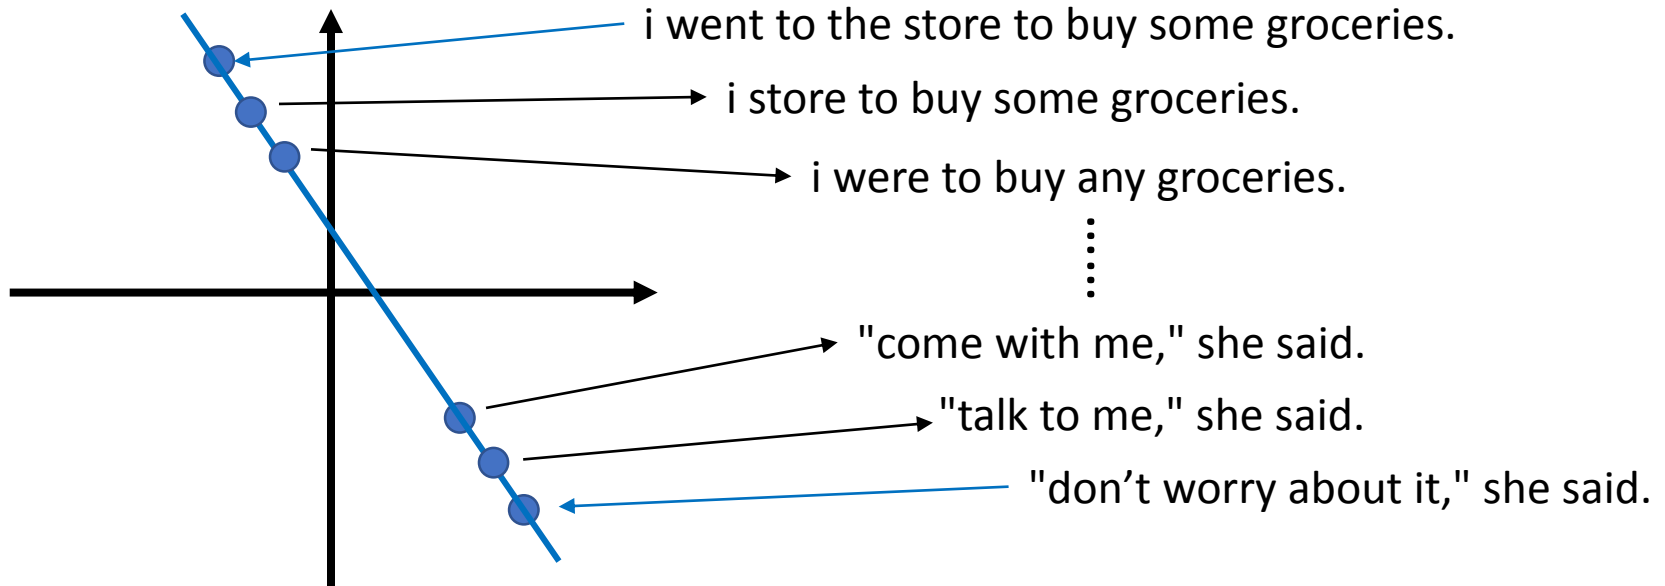 i went to the store to buy some groceries.
i store to buy some groceries.
i were to buy any groceries.
"come with me," she said.
"talk to me," she said.
"don’t worry about it," she said.